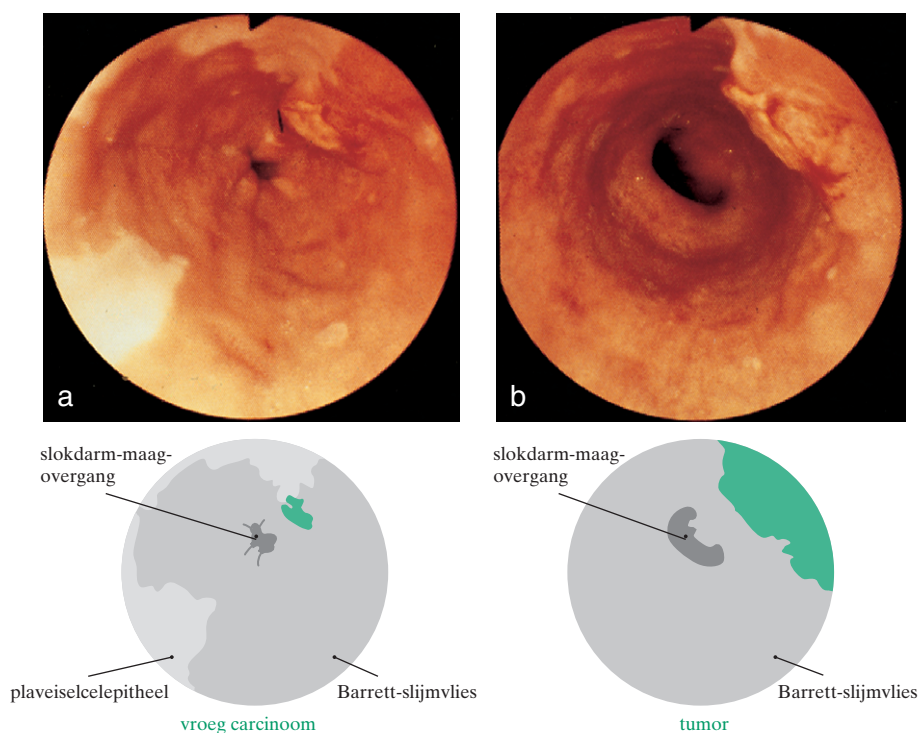 a
b
slokdarm-maag-
overgang
plaveiselcelepitheel
Barrett-slijmvlies
vroeg carcinoom
slokdarm-maag-
overgang
Barrett-slijmvlies
tumor